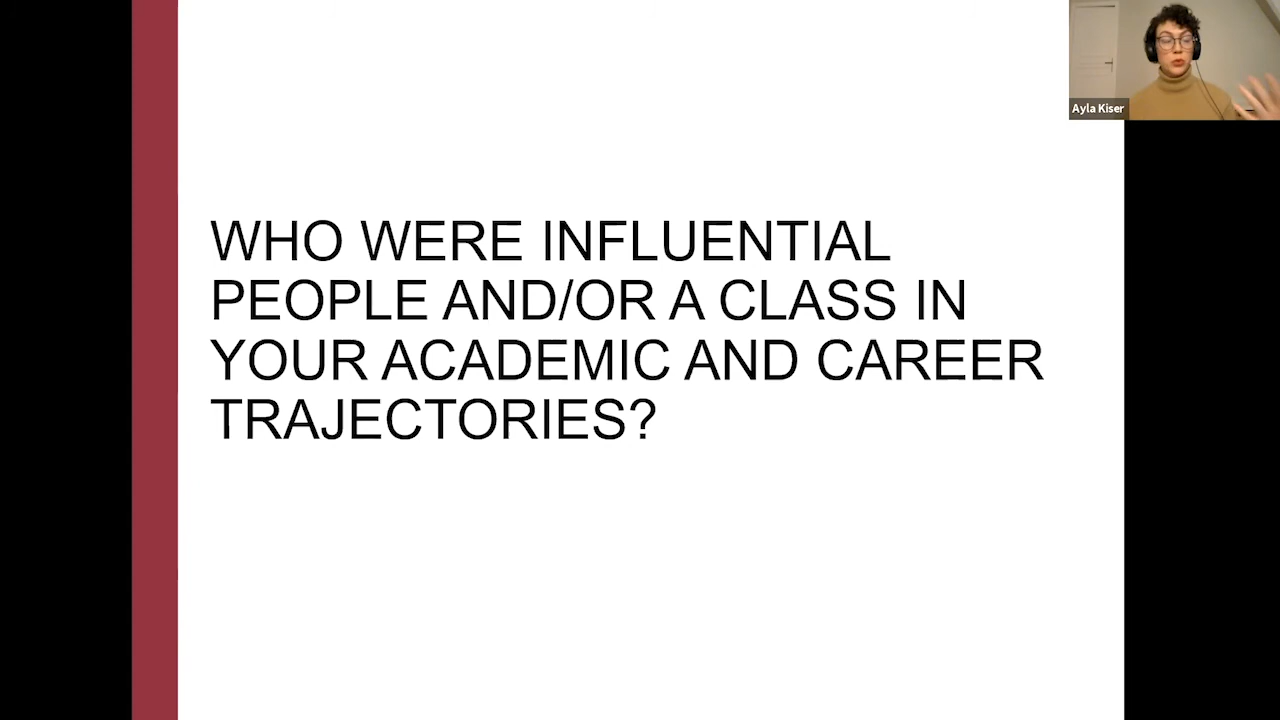 Ayla Kiser
WHO WERE INFLUENTIAL
PEOPLE AND/OR A CLASS IN
YOUR ACADEMIC AND CAREER
TRAJECTORIES?